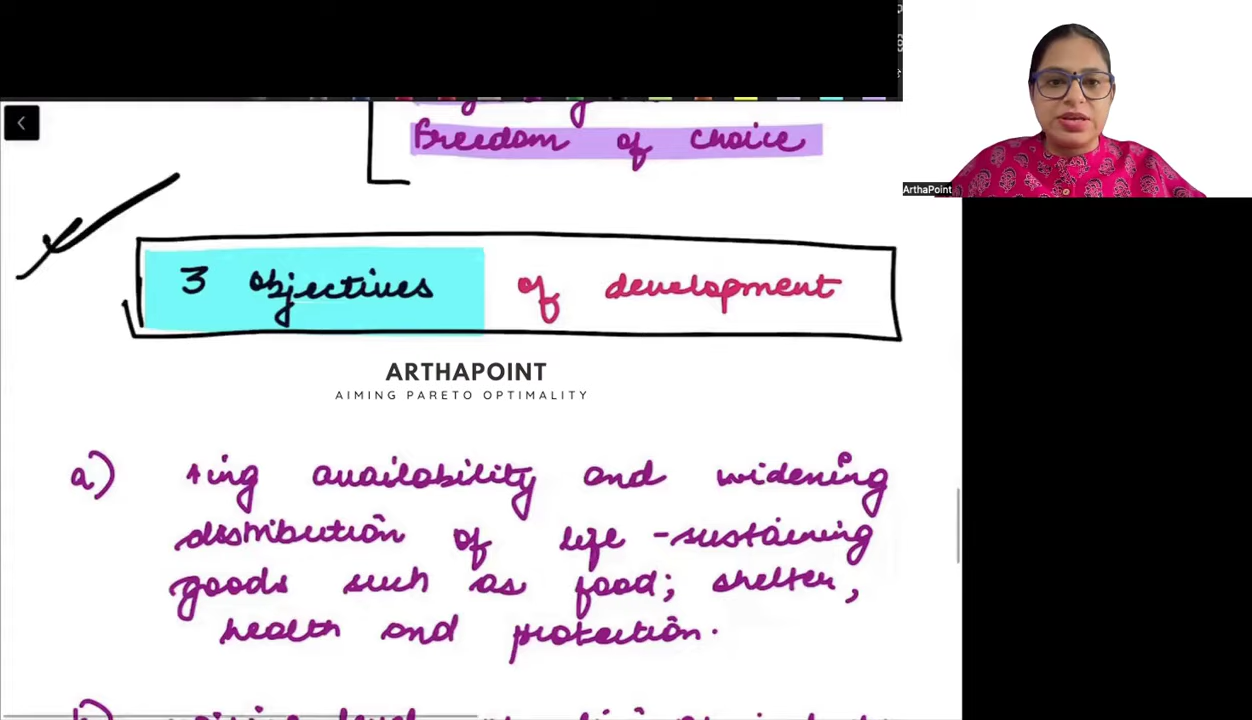 Freedom of choice
ArthaPoint
3 objectives of development
ARTHAPOINT
AIMING PARETO OPTIMALITY
a) ↑ing availability and widening
distribution of life-sustaining
goods such as food; shelter,
health and protection.
b)